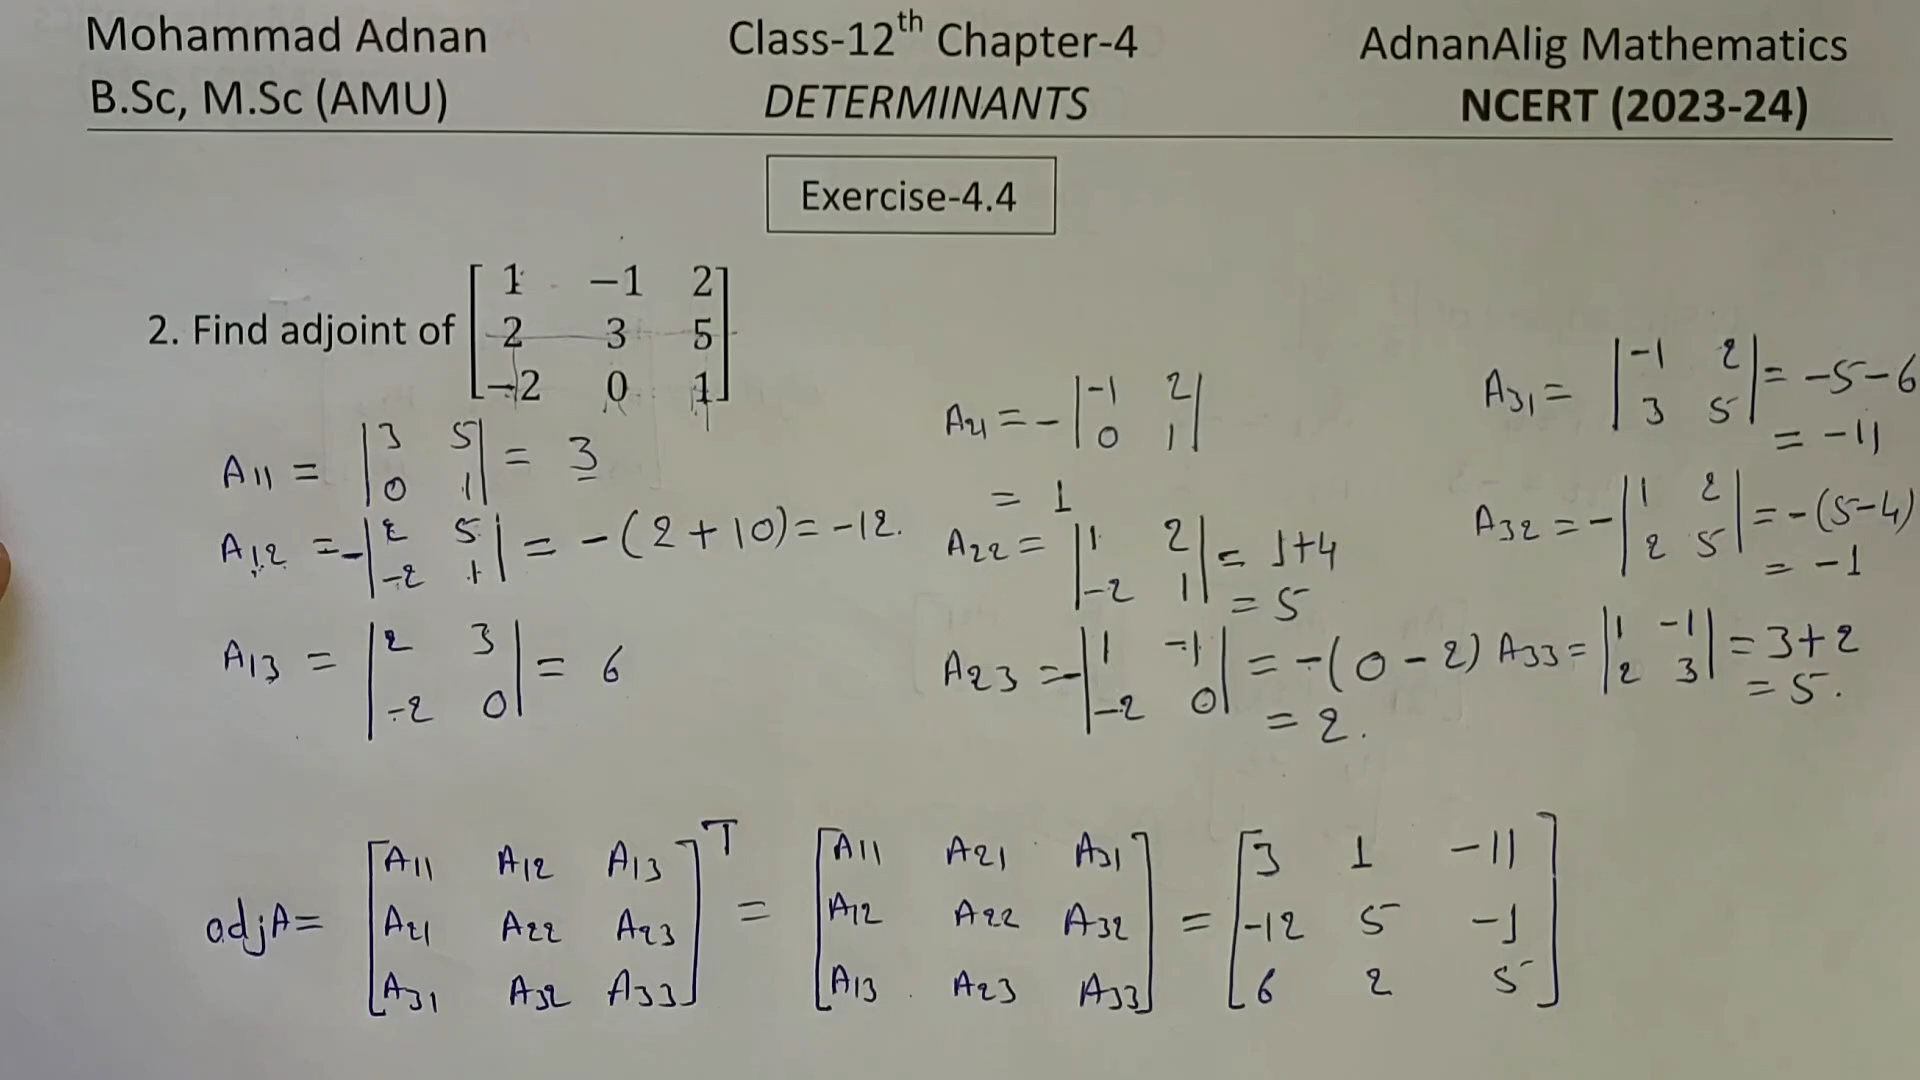 Mohammad Adnan
B.Sc, M.Sc (AMU)
Class-12th Chapter-4
DETERMINANTS
AdnanAlig Mathematics
NCERT (2023-24)
Exercise-4.4
2. Find adjoint of [1 −1 2
2 3 5
−2 0 1]
A11 = |3 5
0 1| = 3
A12 = -|2 5
-2 1| = -(2+10) = -12.
A13 = |2 3
-2 0| = 6
A21 = -|-1 2
0 1|
= 1
A22 = |1 2
-2 1| = 1+4
= 5
A23 = -|1 -1
-2 0| = -(0-2)
= 2.
A31 = |-1 2
3 5| = -5-6
= -11
A32 = -|1 2
2 5| = -(5-4)
= -1
A33 = |1 -1
2 3| = 3+2
= 5.
adjA = [A11 A12 A13
A21 A22 A23
A31 A32 A33]T = [A11 A21 A31
A12 A22 A32
A13 A23 A33] = [3 1 -11
-12 5 -1
6 2 5]